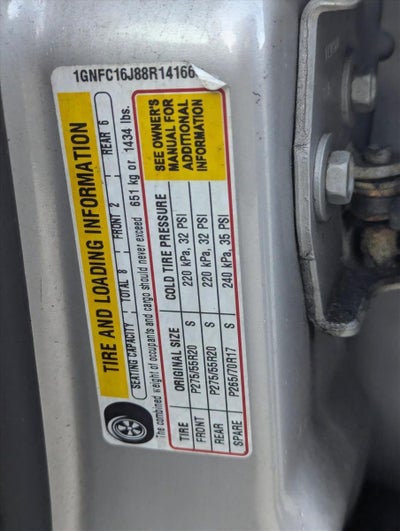 1GNFC16J88R14166
TIRE AND LOADING INFORMATION
SEATING CAPACITY TOTAL 8 FRONT 2 REAR 6
The combined weight of occupants and cargo should never exceed 651 kg or 1434 lbs.
TIRE ORIGINAL SIZE COLD TIRE PRESSURE
FRONT P275/55R20 S 220 kPa, 32 PSI
REAR P275/55R20 S 220 kPa, 32 PSI
SPARE P265/70R17 S 240 kPa, 35 PSI
SEE OWNER'S
MANUAL FOR
ADDITIONAL
INFORMATION